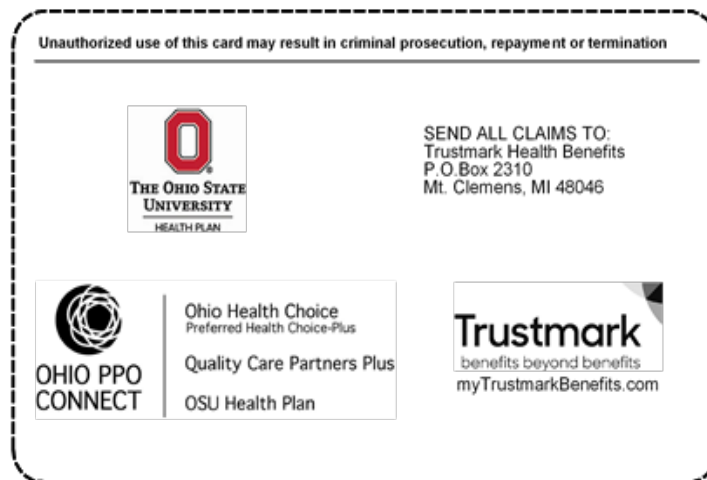 Unauthorized use of this card may result in criminal prosecution, repayment or termination
THE OHIO STATE
UNIVERSITY
HEALTH PLAN
SEND ALL CLAIMS TO:
Trustmark Health Benefits
P.O.Box 2310
Mt. Clemens, MI 48046
OHIO PPO
CONNECT
Ohio Health Choice
Preferred Health Choice-Plus
Quality Care Partners Plus
OSU Health Plan
Trustmark
benefits beyond benefits
myTrustmarkBenefits.com